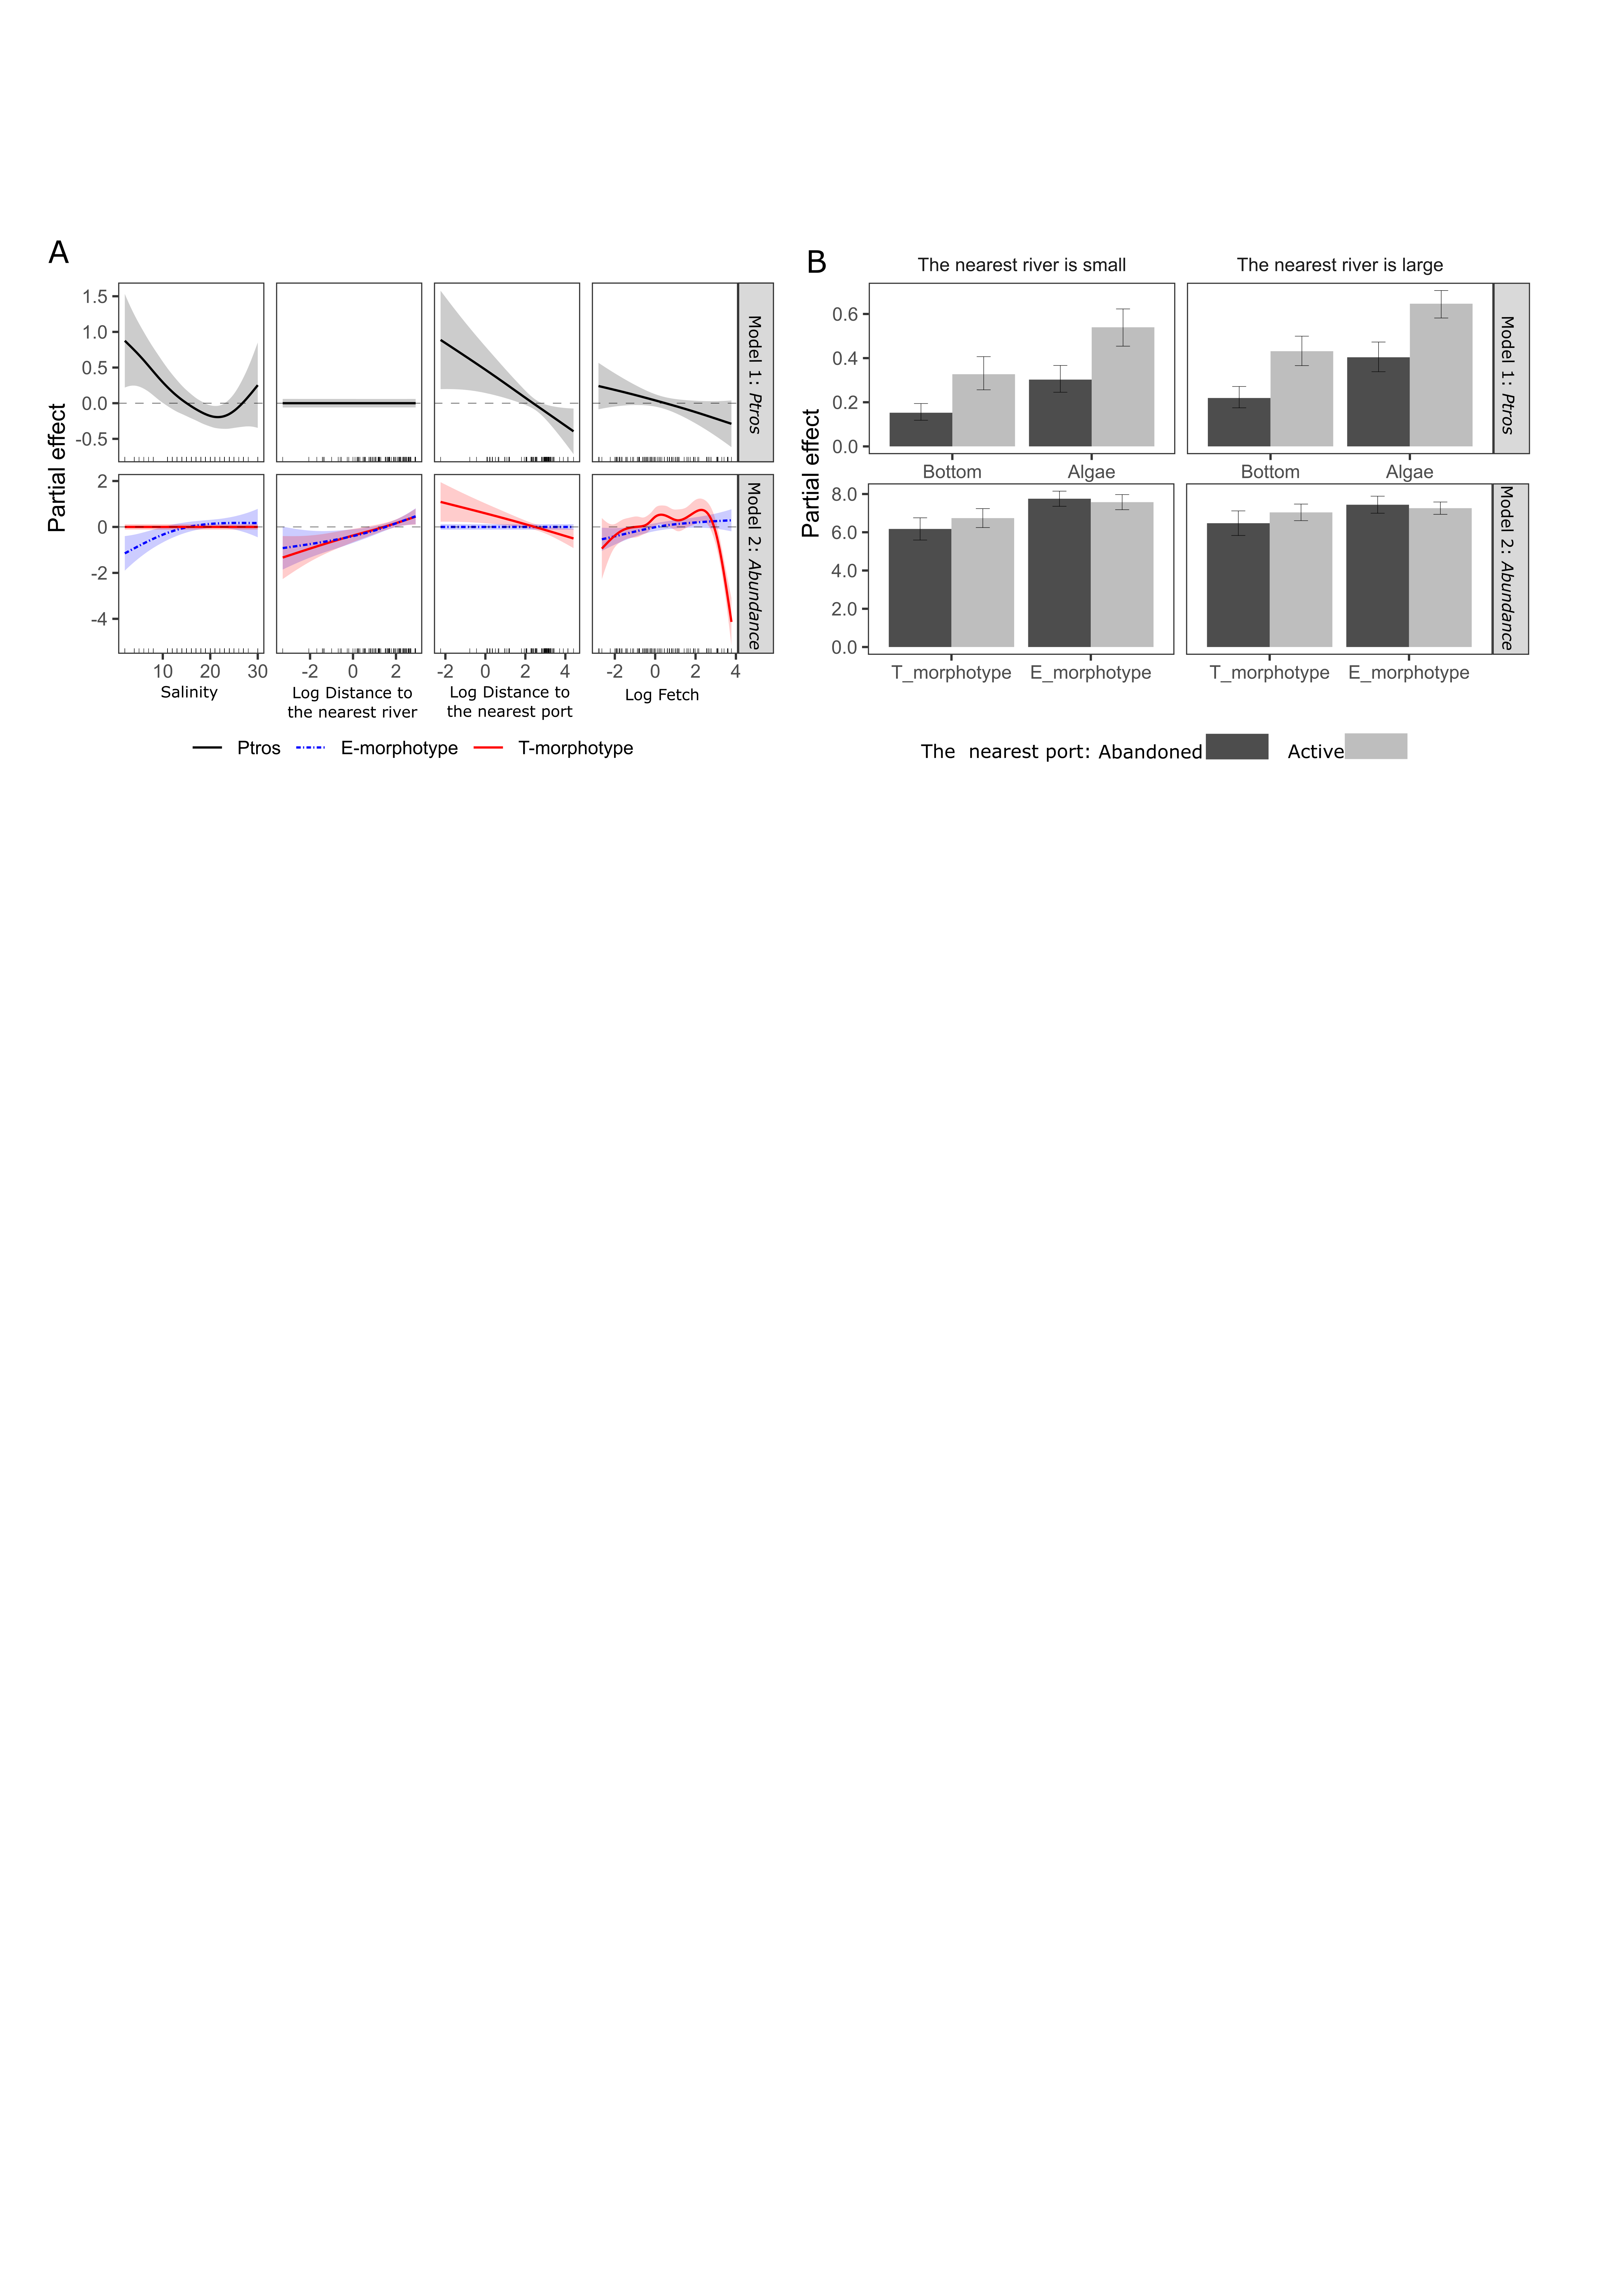 A
Partial effect
1.5
1.0
0.5
0.0
-0.5
Model 1: Ptros
2
0
-2
-4
Model 2: Abundance
10 20 30
-2 0 2
-2 0 2 4
-2 0 2 4
Salinity
Log Distance to
the nearest river
Log Distance to
the nearest port
Log Fetch
Ptros E-morphotype T-morphotype
B
The nearest river is small
The nearest river is large
Partial effect
0.6
0.4
0.2
0.0
Model 1: Ptros
Bottom Algae
Bottom Algae
8.0
6.0
4.0
2.0
0.0
Model 2: Abundance
T_morphotype E_morphotype
T_morphotype E_morphotype
The nearest port: Abandoned Active